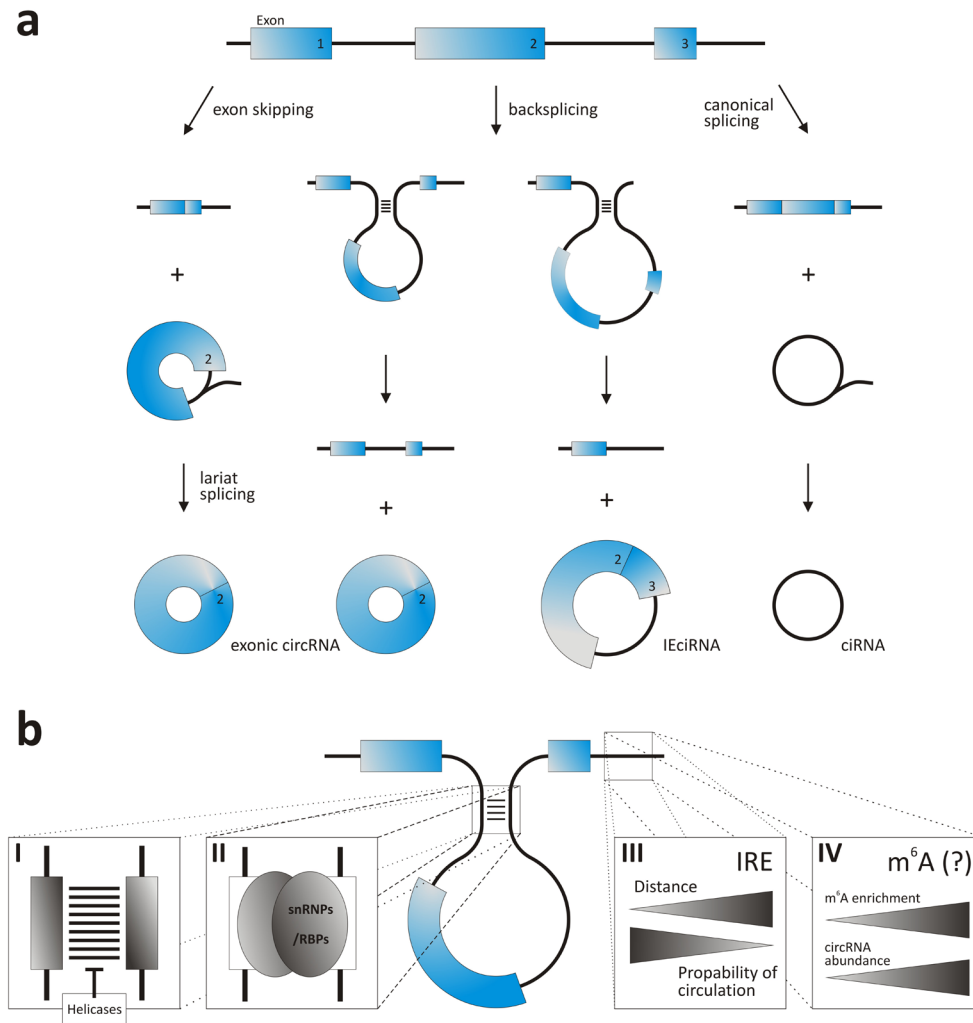 a
Exon
1
2
3
exon skipping
backsplicing
canonical
splicing
+
+
2
lariat
splicing
+
+
2
exonic circRNA
2
2
3
IEciRNA
ciRNA
b
I
Helicases
II
snRNPs
/RBPs
III
IRE
Distance
Propability of
circulation
IV
m⁶A (?)
m⁶A enrichment
circRNA
abundance